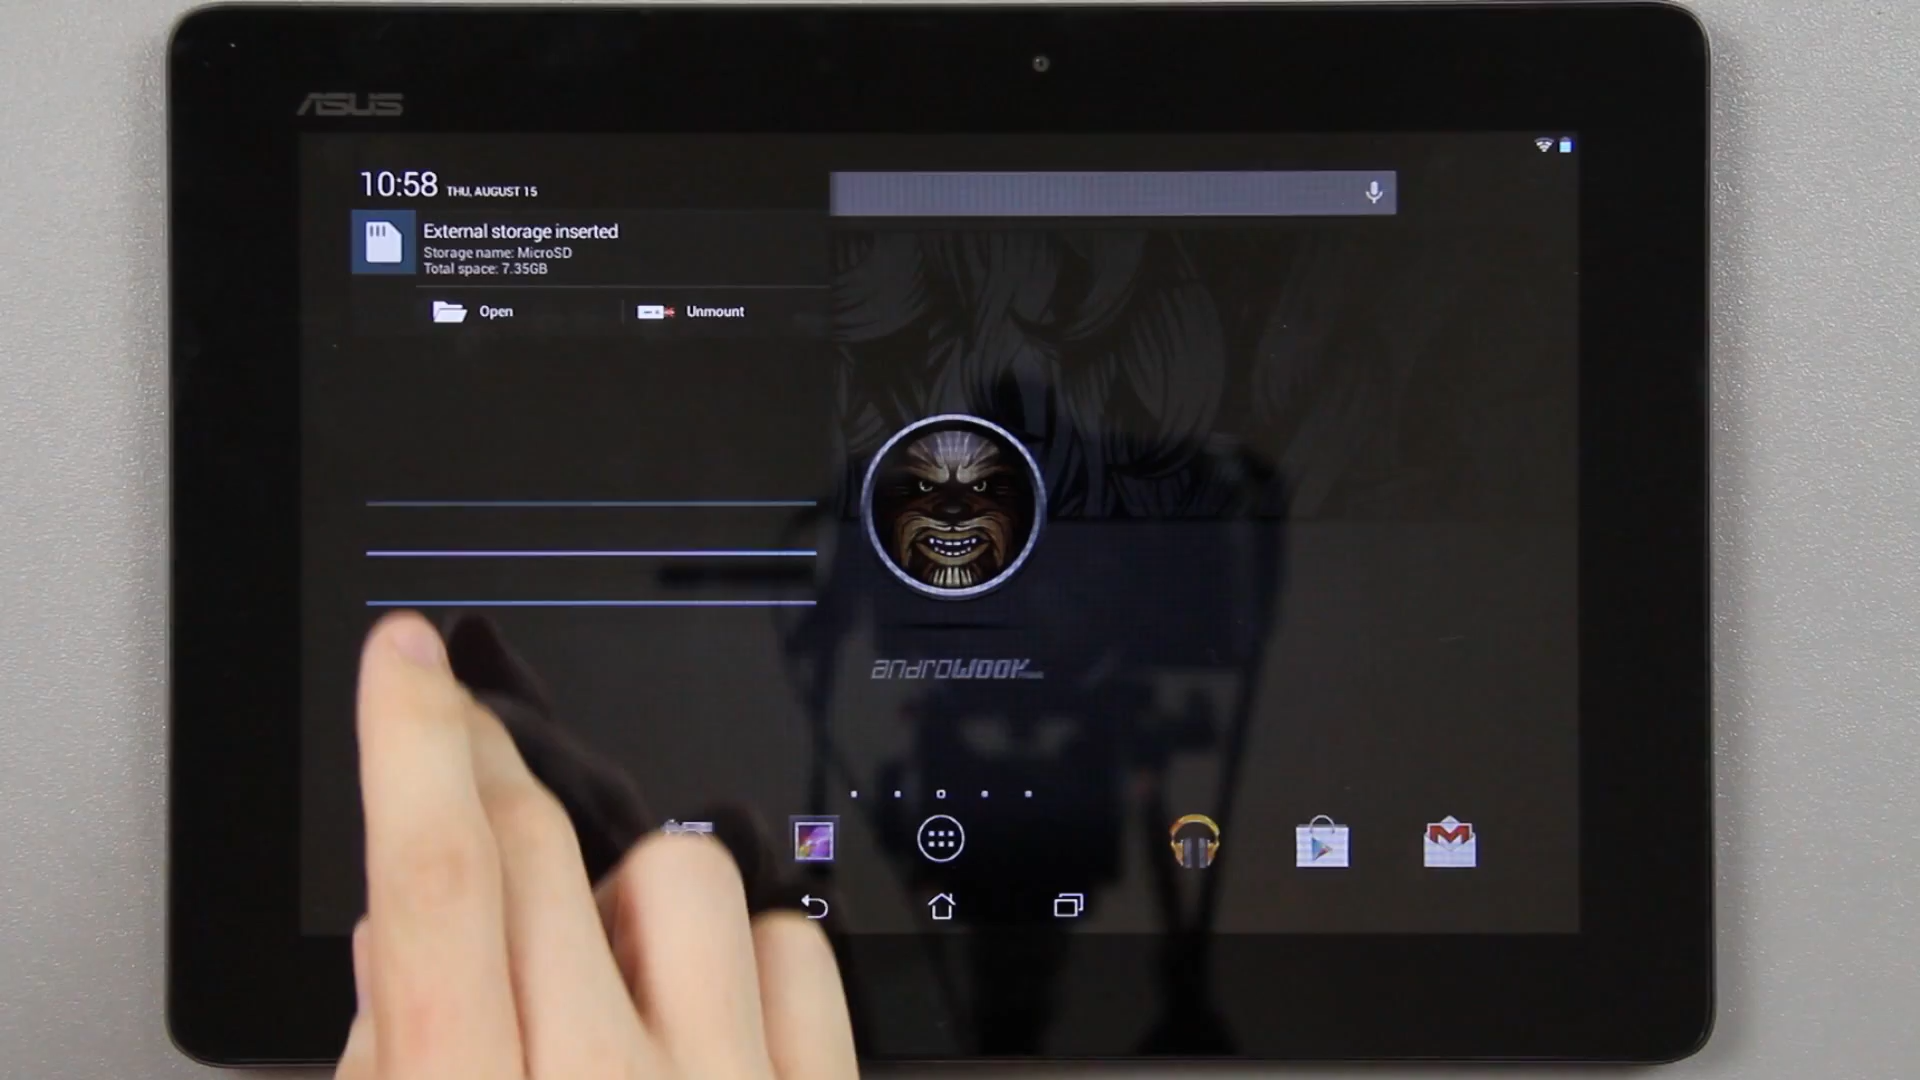 ASUS
10:58 THU, AUGUST 15
External storage inserted
Storage name: MicroSD
Total space: 7.35GB
Open
Unmount
androwook